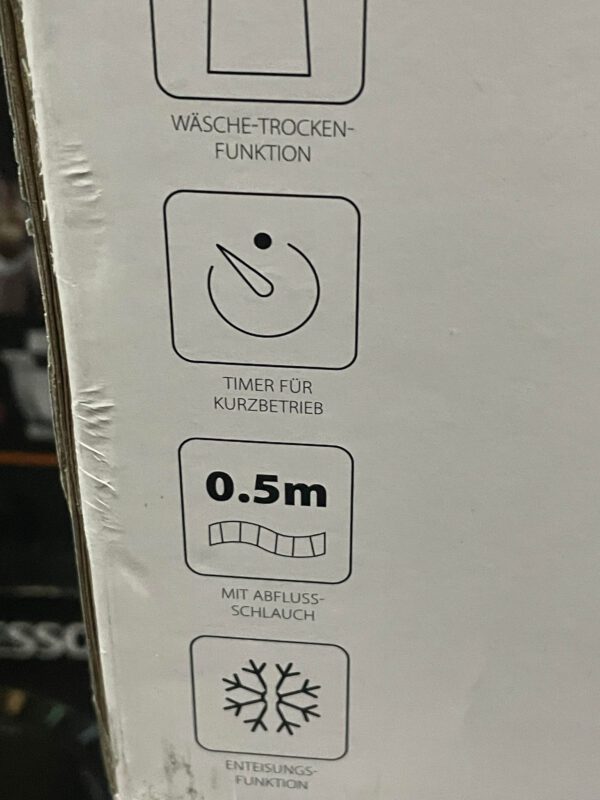 WÄSCHE-TROCKEN-
FUNKTION
TIMER FÜR
KURZBETRIEB
0.5m
MIT ABFLUSS-
SCHLAUCH
ENTEISUNGS-
FUNKTION